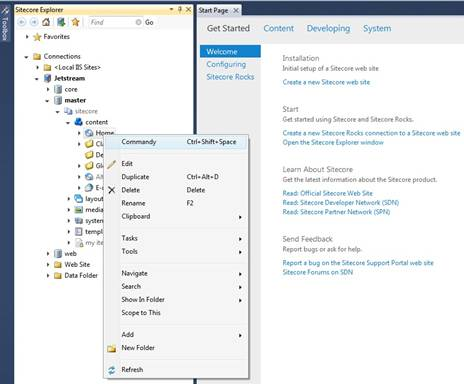 Toolbox
Sitecore Explorer
Find
Go
Favorites
Connections
<Local IIS Sites>
Jetstream
core
master
sitecore
content
Home
layou
media
system
templ
my ite
web
Web Site
Data Folder
Commandy Ctrl+Shift+Space
Edit
Duplicate Ctrl+Alt+D
Delete Delete
Rename F2
Clipboard
Tasks
Tools
Navigate
Search
Show In Folder
Scope to This
Add
New Folder
Refresh
Start Page
Get Started Content Developing System
Welcome
Configuring
Sitecore Rocks
Installation
Initial setup of a Sitecore web site
Create a new Sitecore web site
Start
Get started using Sitecore and Sitecore Rocks.
Create a new Sitecore Rocks connection to a Sitecore web site
Open the Sitecore Explorer window
Learn About Sitecore
Get the latest information about the Sitecore product.
Read: Official Sitecore Web Site
Read: Sitecore Developer Network (SDN)
Read: Sitecore Partner Network (SPN)
Send Feedback
Report bugs or ask for help.
Report a bug on the Sitecore Support Portal web site
Sitecore Forums on SDN